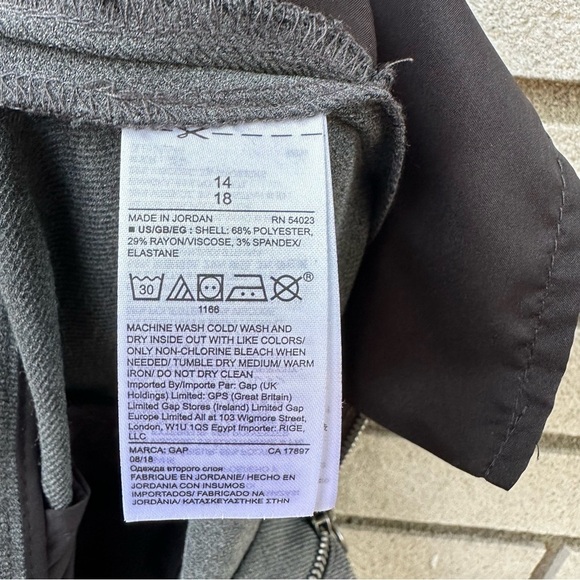 14
18
MADE IN JORDAN RN 54023
■ US/GB/EG : SHELL: 68% POLYESTER,
29% RAYON/VISCOSE, 3% SPANDEX/
ELASTANE
30
®
1166
MACHINE WASH COLD/ WASH AND
DRY INSIDE OUT WITH LIKE COLORS/
ONLY NON-CHLORINE BLEACH WHEN
NEEDED/ TUMBLE DRY MEDIUM/ WARM
IRON/ DO NOT DRY CLEAN
Imported By/Importe Par: Gap (UK
Holdings) Limited: GPS (Great Britain)
Limited Gap Stores (Ireland) Limited Gap
Europe Limited All at 103 Wigmore Street,
London, W1U 1QS Egypt Importer: RIGE,
LLC
MARCA: GAP CA 17897
08/18
Одежда второго слоя
FABRIQUE EN JORDANIE/ HECHO EN
JORDANIA CON INSUMOS
IMPORTADOS/ FABRICADO NA
JORDÂNIA/ ΚΑΤΑΣΚΕΥΑΣΤΗΚΕ ΣΤΗΝ